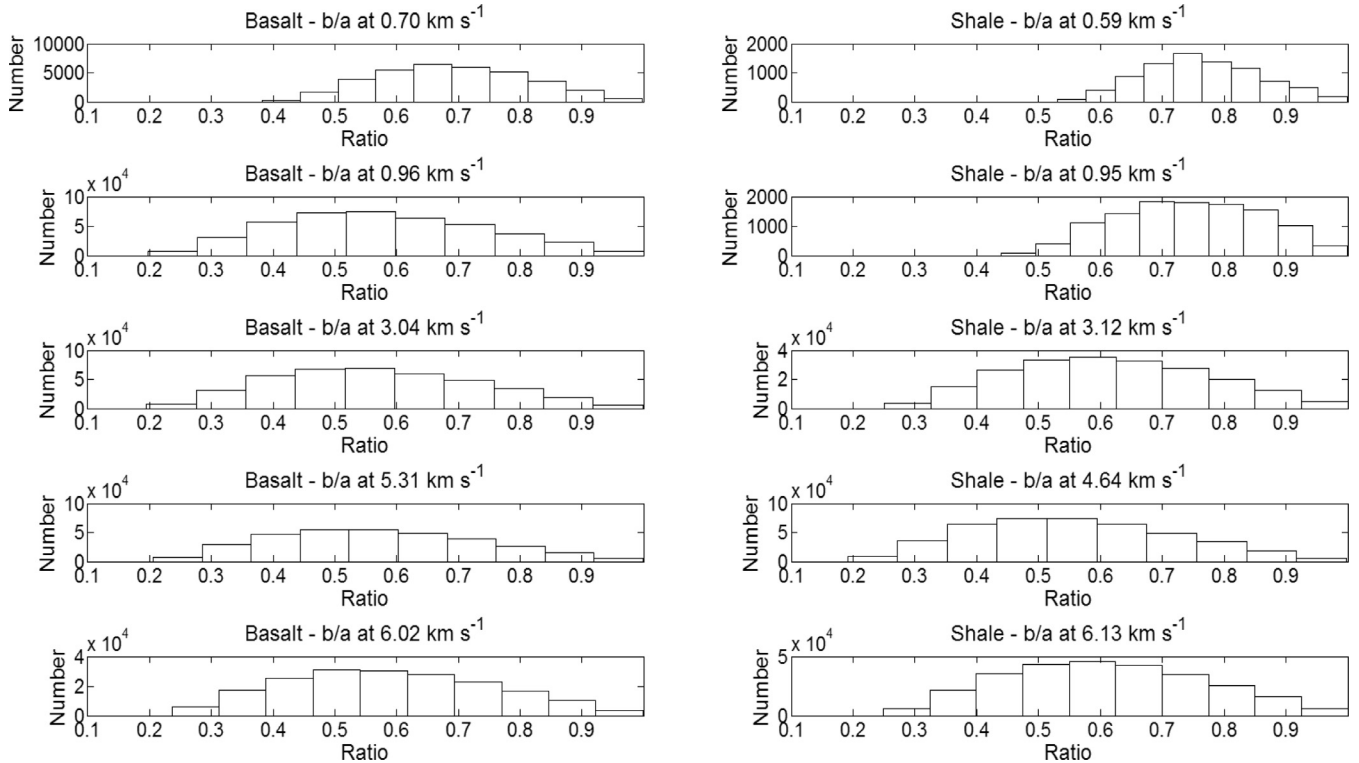 Basalt - b/a at 0.70 km s⁻¹
Number
10000
5000
0
0.1 0.2 0.3 0.4 0.5 0.6 0.7 0.8 0.9
Ratio
Shale - b/a at 0.59 km s⁻¹
Number
2000
1000
0
0.1 0.2 0.3 0.4 0.5 0.6 0.7 0.8 0.9
Ratio
Basalt - b/a at 0.96 km s⁻¹
x 10⁴
Number
10
5
0
0.1 0.2 0.3 0.4 0.5 0.6 0.7 0.8 0.9
Ratio
Shale - b/a at 0.95 km s⁻¹
Number
2000
1000
0
0.1 0.2 0.3 0.4 0.5 0.6 0.7 0.8 0.9
Ratio
Basalt - b/a at 3.04 km s⁻¹
x 10⁴
Number
10
5
0
0.1 0.2 0.3 0.4 0.5 0.6 0.7 0.8 0.9
Ratio
Shale - b/a at 3.12 km s⁻¹
x 10⁴
Number
4
2
0
0.1 0.2 0.3 0.4 0.5 0.6 0.7 0.8 0.9
Ratio
Basalt - b/a at 5.31 km s⁻¹
x 10⁴
Number
10
5
0
0.1 0.2 0.3 0.4 0.5 0.6 0.7 0.8 0.9
Ratio
Shale - b/a at 4.64 km s⁻¹
x 10⁴
Number
10
5
0
0.1 0.2 0.3 0.4 0.5 0.6 0.7 0.8 0.9
Ratio
Basalt - b/a at 6.02 km s⁻¹
x 10⁴
Number
4
2
0
0.1 0.2 0.3 0.4 0.5 0.6 0.7 0.8 0.9
Ratio
Shale - b/a at 6.13 km s⁻¹
x 10⁴
Number
5
0
0.1 0.2 0.3 0.4 0.5 0.6 0.7 0.8 0.9
Ratio